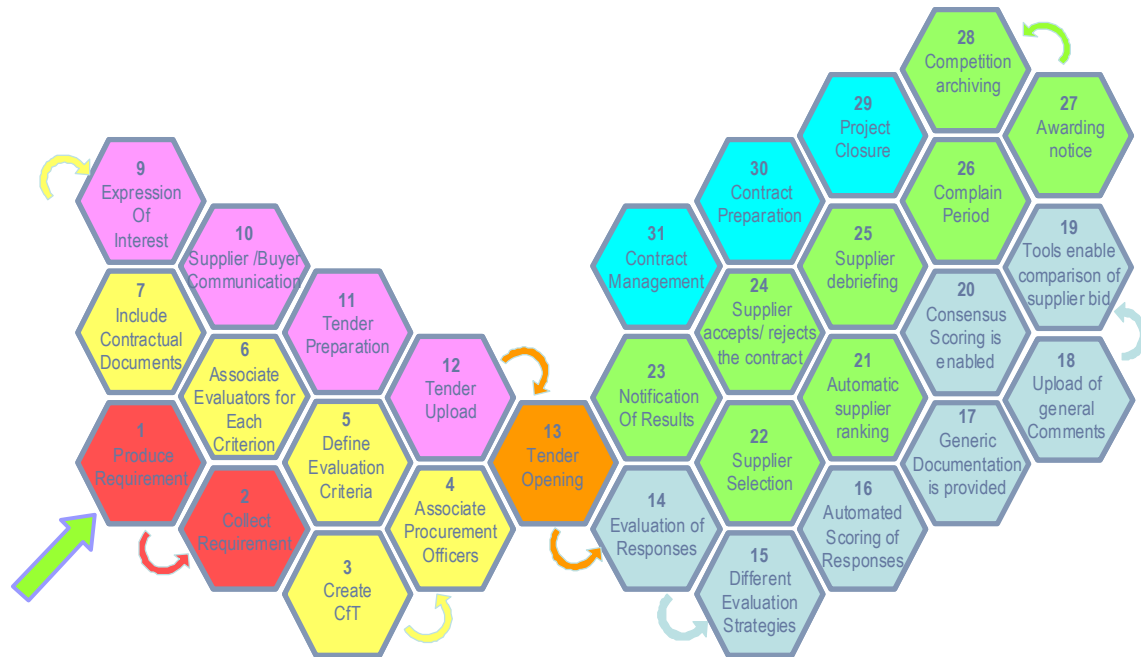 1
Produce
Requirement
2
Collect
Requirement
3
Create
CfT
4
Associate
Procurement
Officers
5
Define
Evaluation
Criteria
6
Associate
Evaluators for
Each
Criterion
7
Include
Contractual
Documents
9
Expression
Of
Interest
10
Supplier /Buyer
Communication
11
Tender
Preparation
12
Tender
Upload
13
Tender
Opening
14
Evaluation of
Responses
15
Different
Evaluation
Strategies
16
Automated
Scoring of
Responses
17
Generic
Documentation
is provided
18
Upload of
general
Comments
19
Tools enable
comparison of
supplier bid
20
Consensus
Scoring is
enabled
21
Automatic
supplier
ranking
22
Supplier
Selection
23
Notification
Of Results
24
Supplier
accepts/ rejects
the contract
25
Supplier
debriefing
26
Complain
Period
27
Awarding
notice
28
Competition
archiving
29
Project
Closure
30
Contract
Preparation
31
Contract
Management